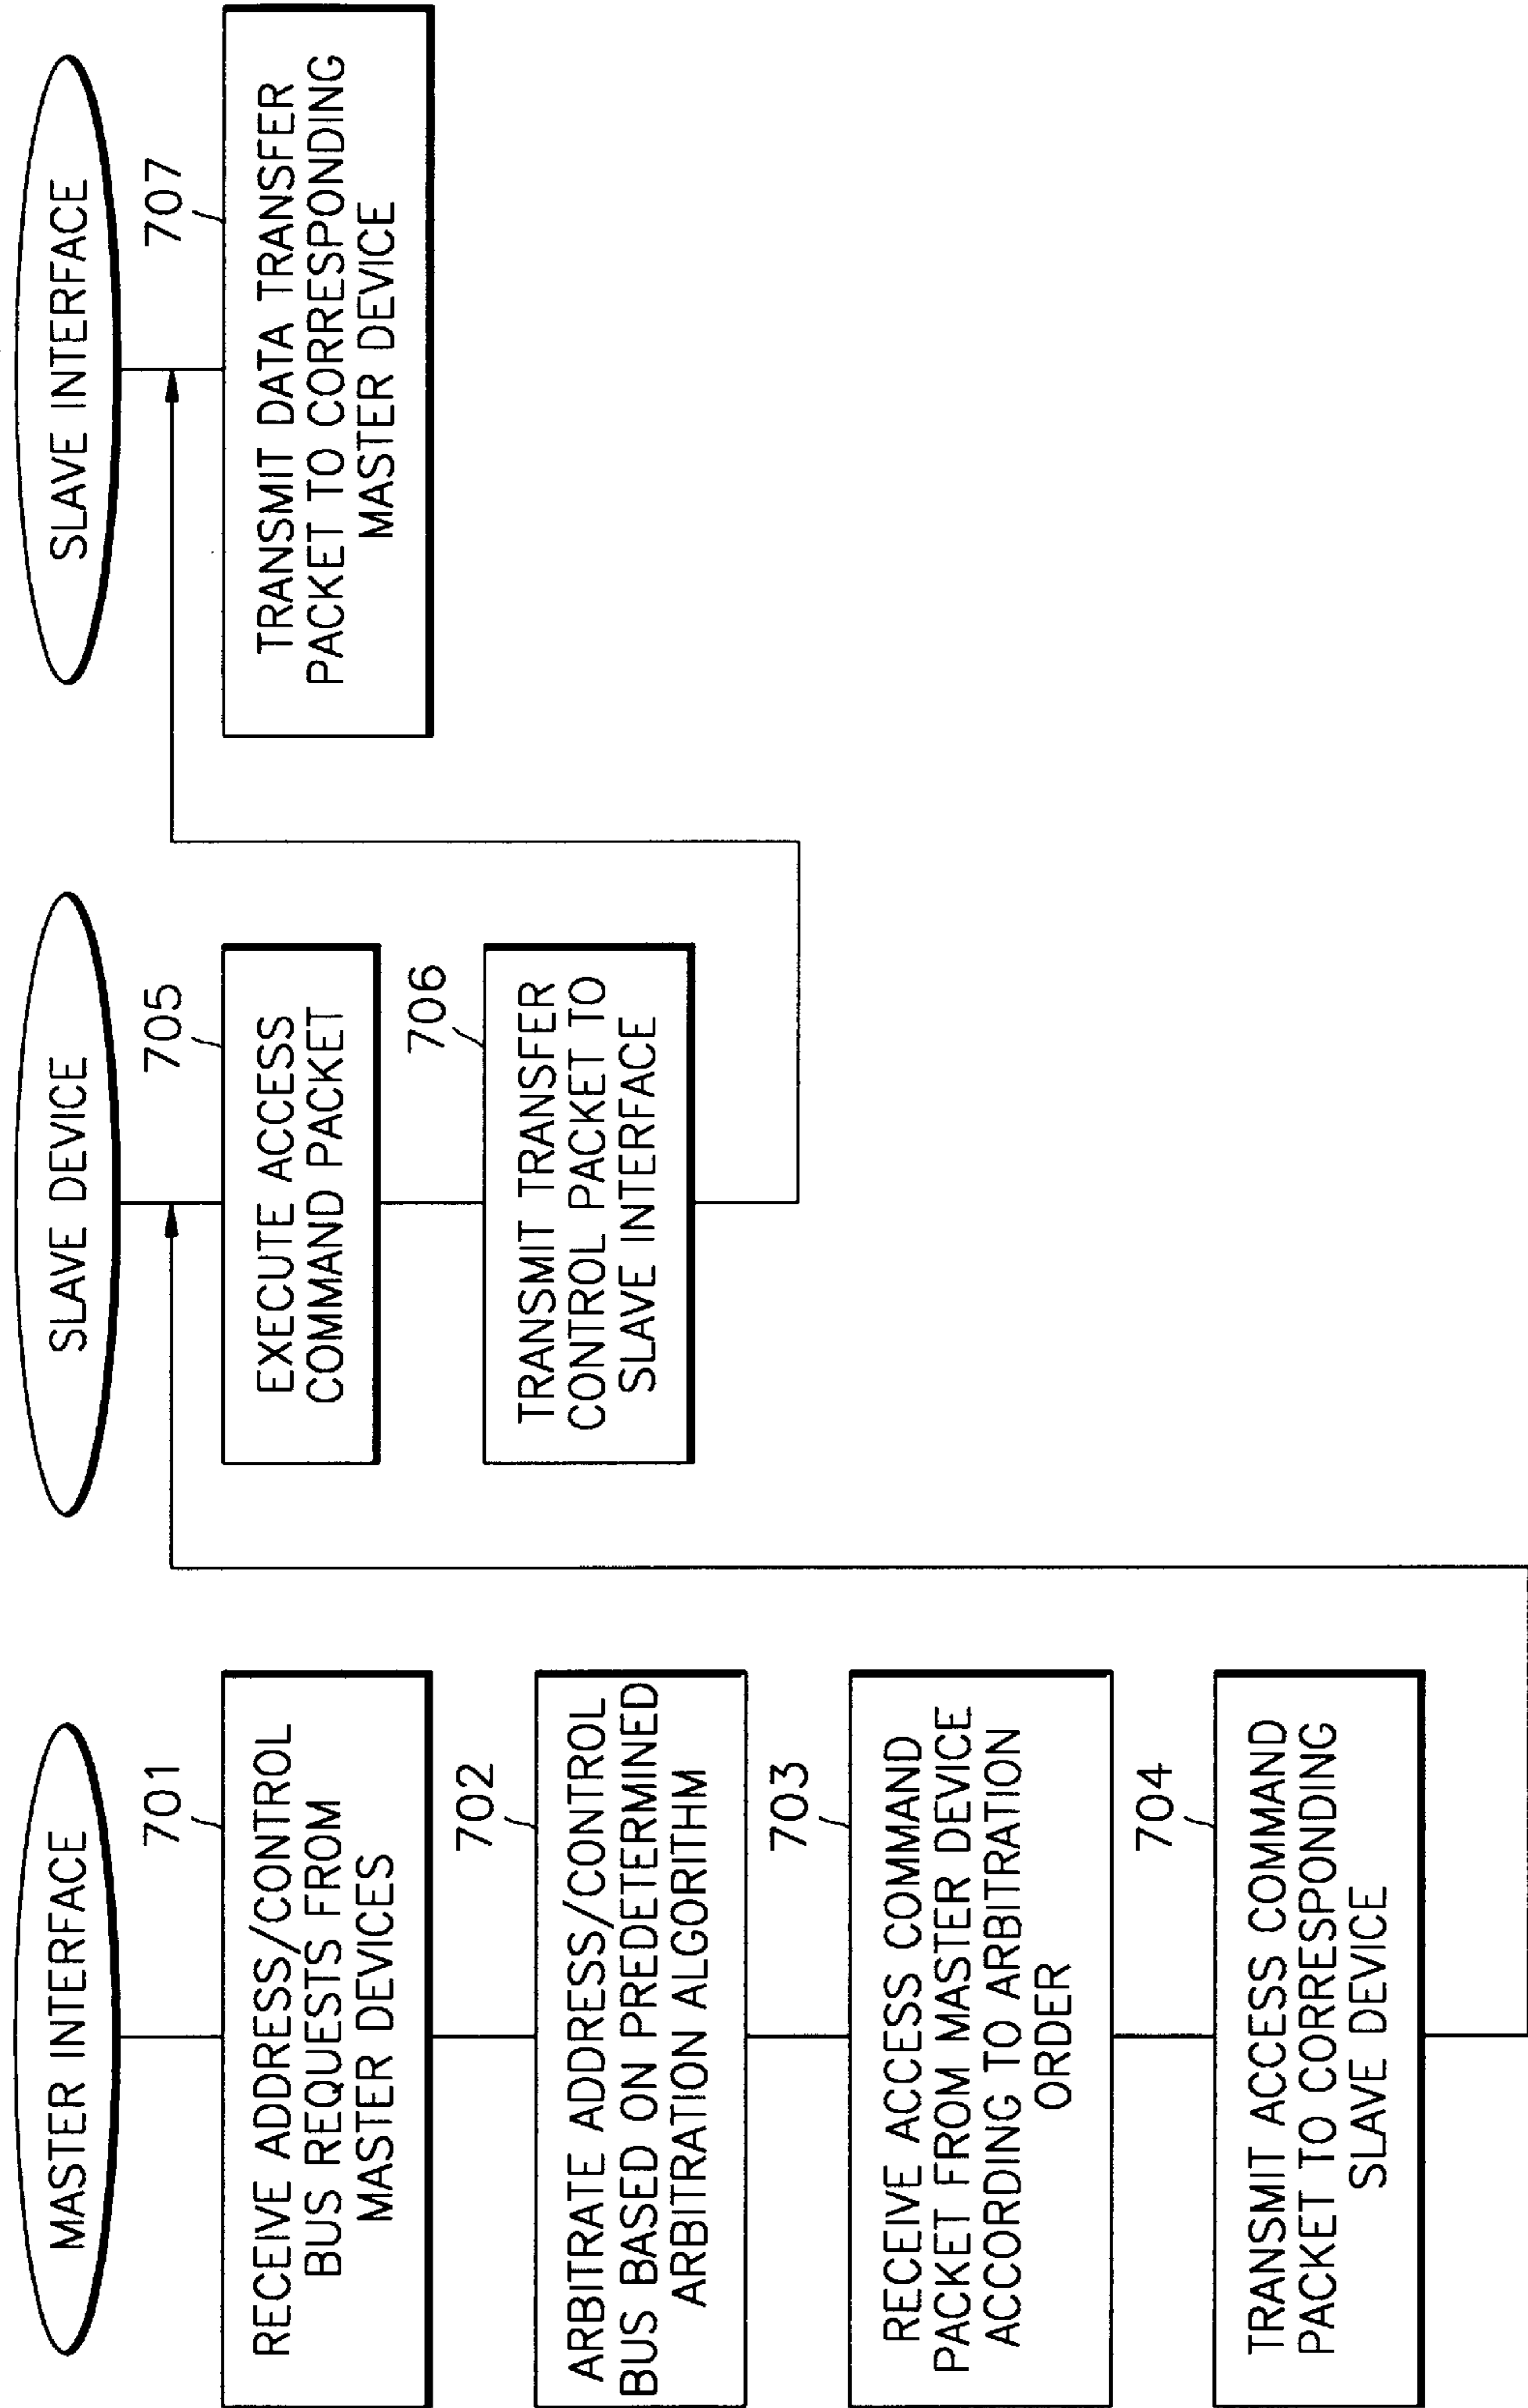 MASTER INTERFACE
701
RECEIVE ADDRESS/CONTROL
BUS REQUESTS FROM
MASTER DEVICES
702
ARBITRATE ADDRESS/CONTROL
BUS BASED ON PREDETERMINED
ARBITRATION ALGORITHM
703
RECEIVE ACCESS COMMAND
PACKET FROM MASTER DEVICE
ACCORDING TO ARBITRATION
ORDER
704
TRANSMIT ACCESS COMMAND
PACKET TO CORRESPONDING
SLAVE DEVICE
SLAVE DEVICE
705
EXECUTE ACCESS
COMMAND PACKET
706
TRANSMIT TRANSFER
CONTROL PACKET TO
SLAVE INTERFACE
SLAVE INTERFACE
707
TRANSMIT DATA TRANSFER
PACKET TO CORRESPONDING
MASTER DEVICE